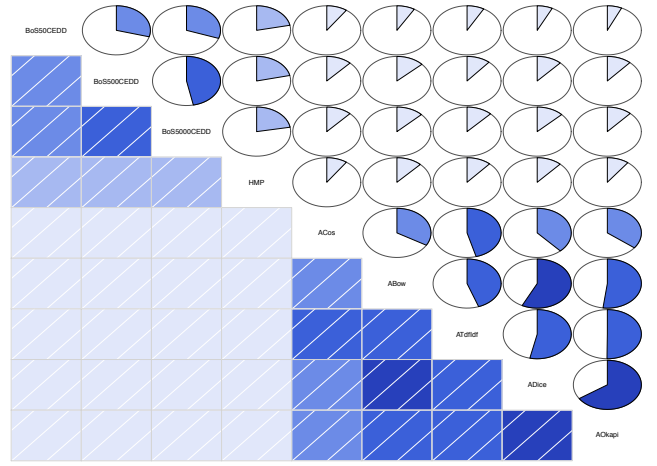 BoS50CEDD
BoS500CEDD
BoS5000CEDD
HMP
ACos
ABow
ATdfIdf
ADice
AOkapi